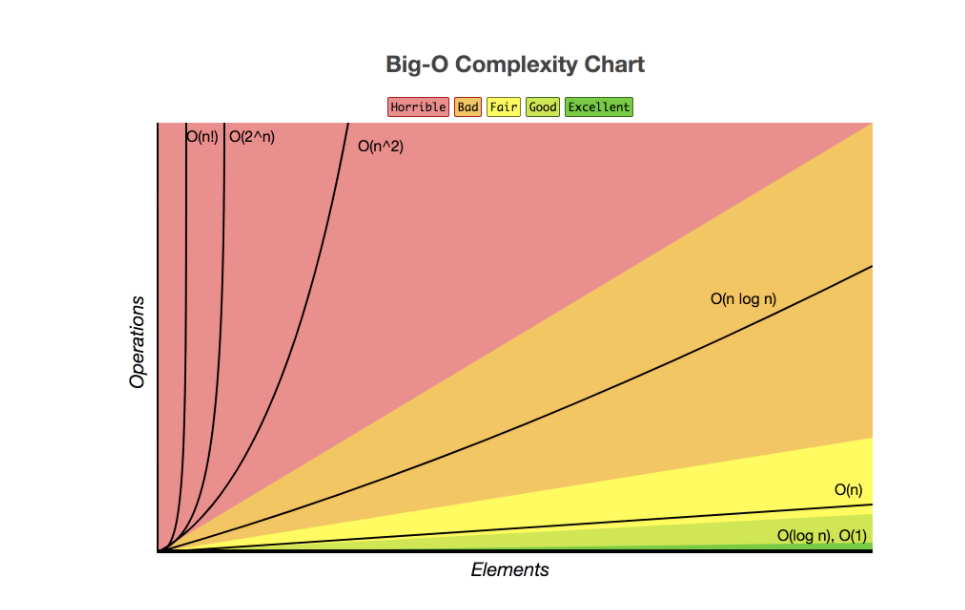 Big-O Complexity Chart
Horrible Bad Fair Good Excellent
O(n!) O(2^n)
O(n^2)
O(n log n)
Operations
O(n)
O(log n), O(1)
Elements